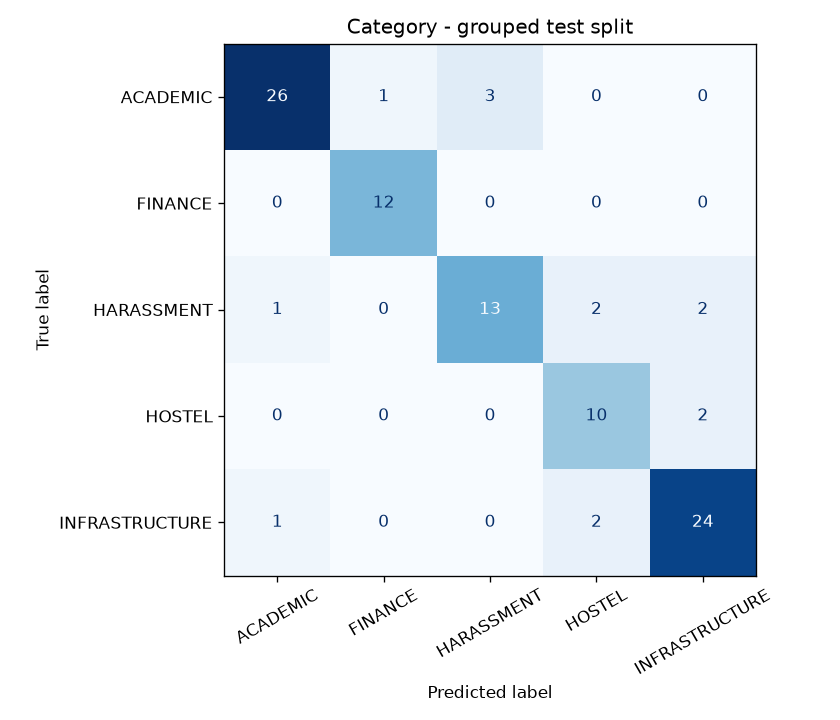 Category - grouped test split
True label
ACADEMIC 26 1 3 0 0
FINANCE 0 12 0 0 0
HARASSMENT 1 0 13 2 2
HOSTEL 0 0 0 10 2
INFRASTRUCTURE 1 0 0 2 24
ACADEMIC FINANCE HARASSMENT HOSTEL INFRASTRUCTURE
Predicted label